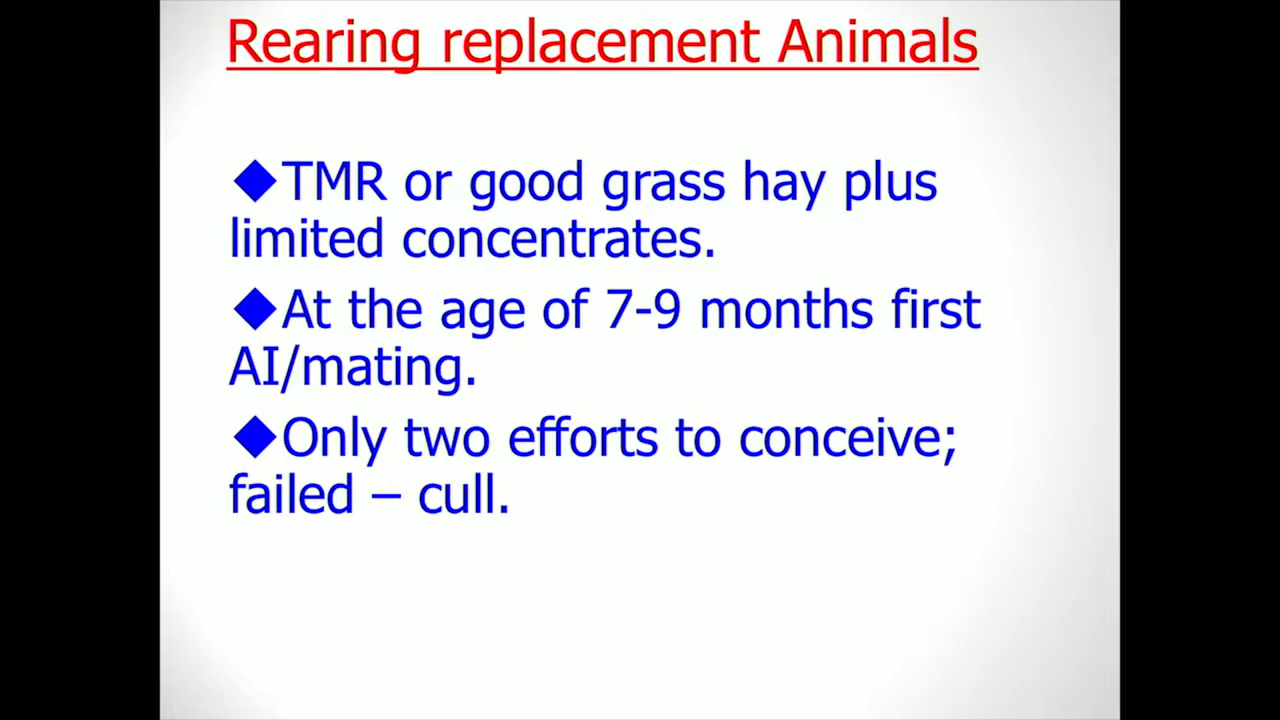 Rearing replacement Animals
◆TMR or good grass hay plus
limited concentrates.
◆At the age of 7-9 months first
AI/mating.
◆Only two efforts to conceive;
failed – cull.